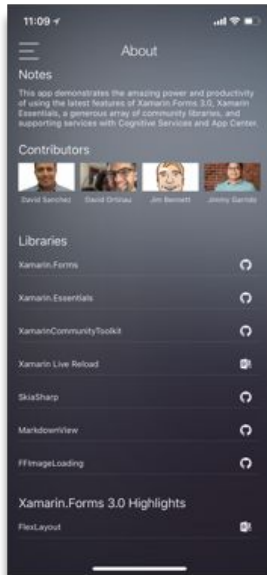 11:09
About
Notes
This app demonstrates the amazing power and productivity
of using the latest features of Xamarin.Forms 3.0, Xamarin
Essentials, a generous array of community libraries, and
supporting services with Cognitive Services and App Center.
Contributors
David Sanchez David Ortinau Jim Bennett Jimmy Garrido
Libraries
Xamarin.Forms
Xamarin.Essentials
XamarinCommunityToolkit
Xamarin Live Reload
SkiaSharp
MarkdownView
FFImageLoading
Xamarin.Forms 3.0 Highlights
FlexLayout